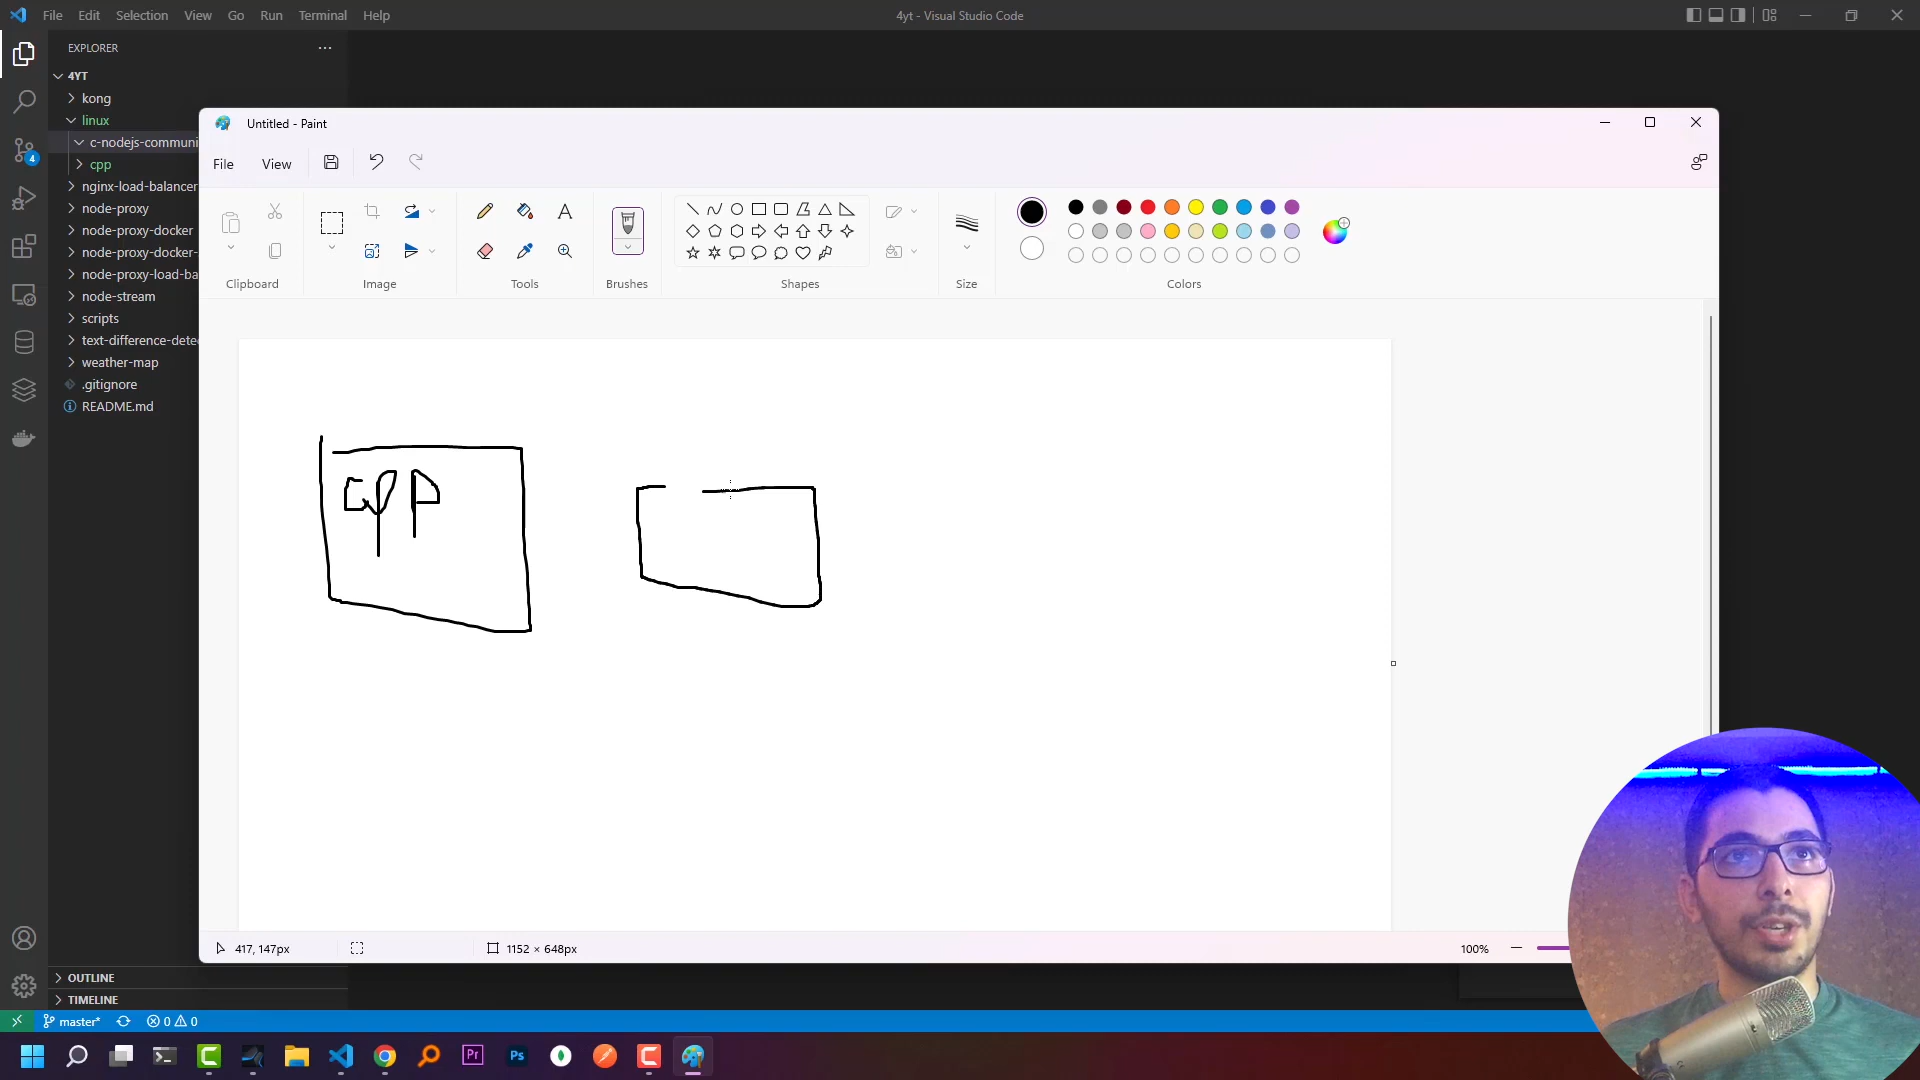 File Edit Selection View Go Run Terminal Help
4yt - Visual Studio Code
EXPLORER
4YT
kong
linux
c-nodejs-communi
cpp
nginx-load-balancer
node-proxy
node-proxy-docker
node-proxy-docker-
node-proxy-load-ba
node-stream
scripts
text-difference-dete
weather-map
.gitignore
README.md
OUTLINE
TIMELINE
4
master*
0 0
Untitled - Paint
File View
Clipboard Image Tools Brushes Shapes Size Colors
CPP
417, 147px
1152 × 648px
100%
Pr
Ps